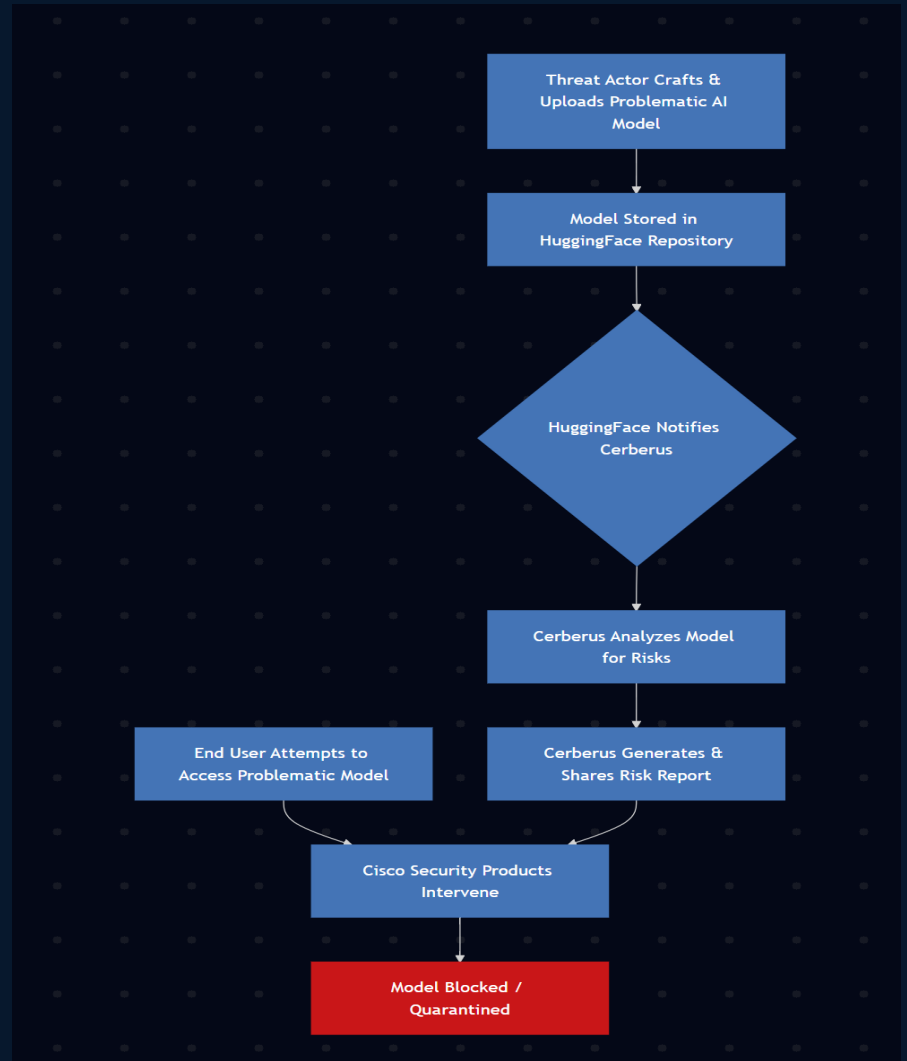 Threat Actor Crafts &
Uploads Problematic AI
Model
Model Stored in
HuggingFace Repository
HuggingFace Notifies
Cerberus
Cerberus Analyzes Model
for Risks
End User Attempts to
Access Problematic Model
Cerberus Generates &
Shares Risk Report
Cisco Security Products
Intervene
Model Blocked /
Quarantined